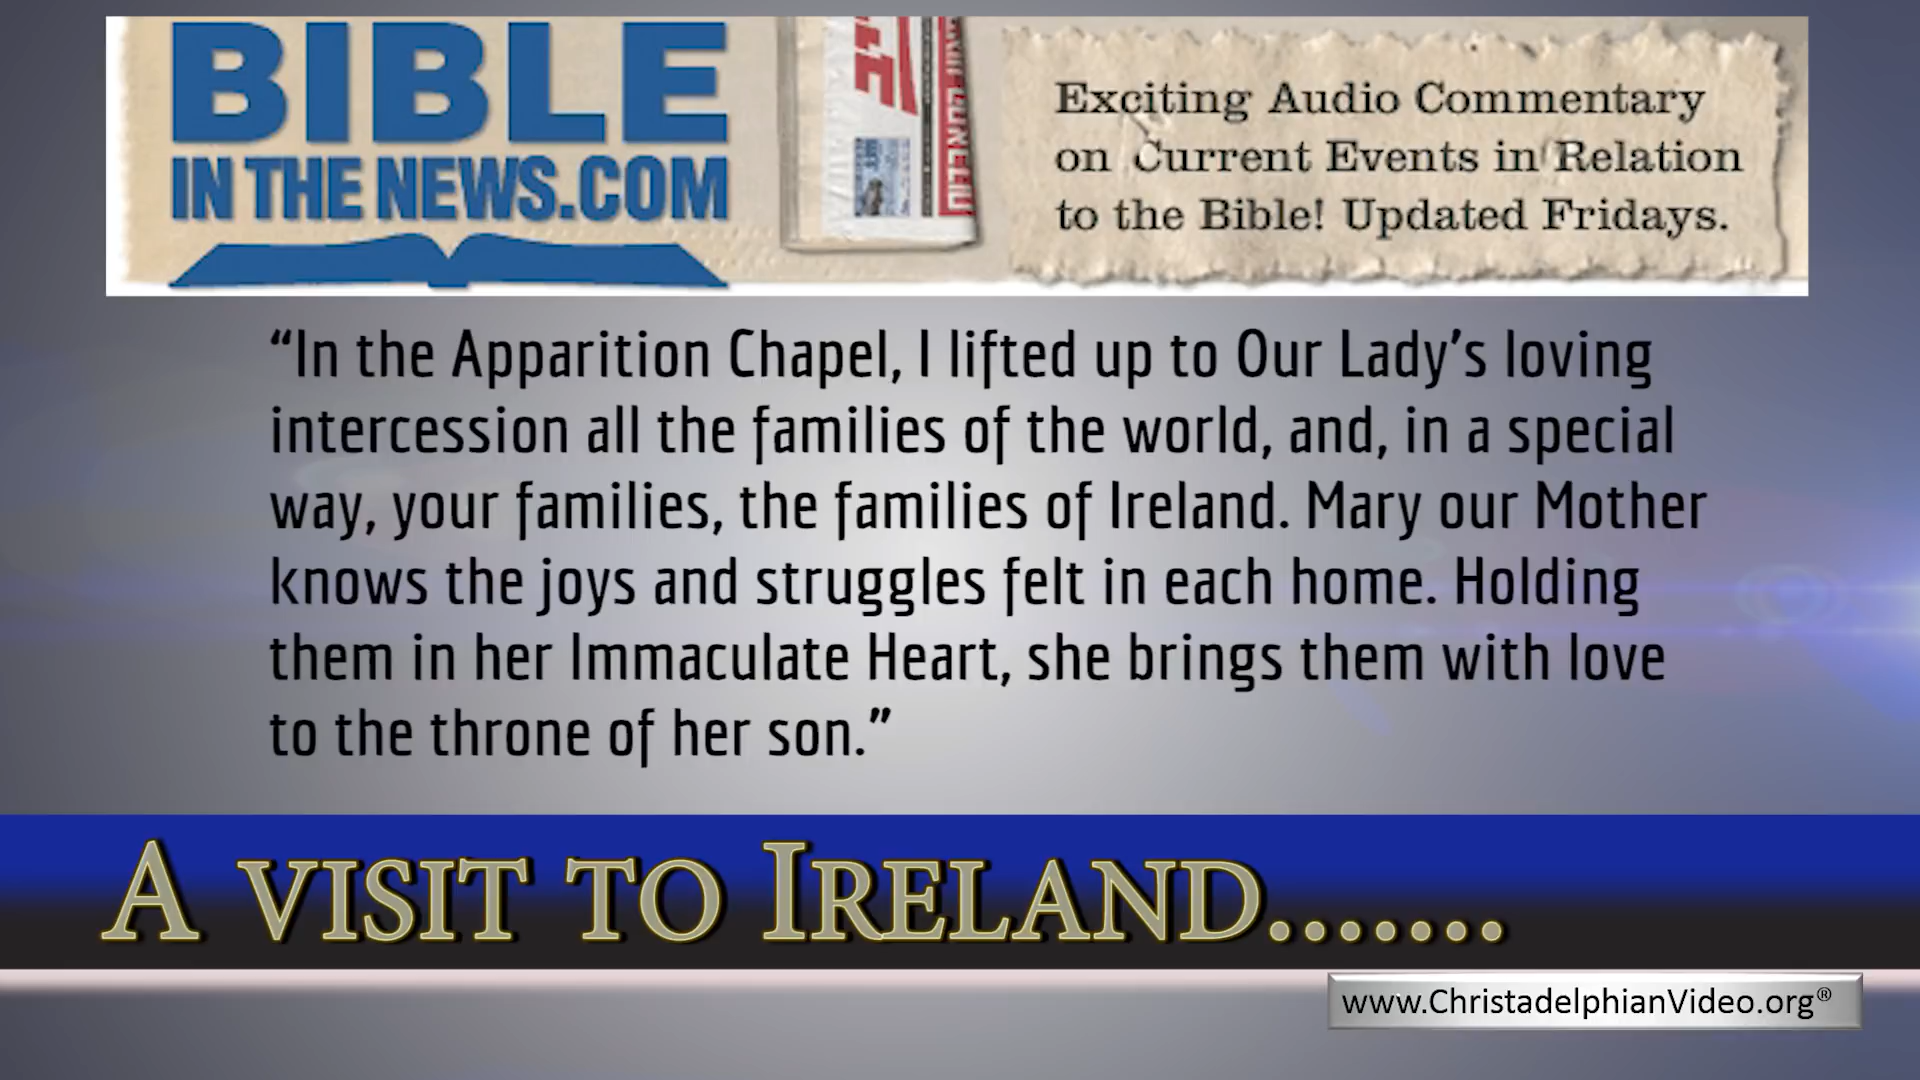 BIBLE
IN THE NEWS.COM
Exciting Audio Commentary
on Current Events in Relation
to the Bible! Updated Fridays.
“In the Apparition Chapel, I lifted up to Our Lady’s loving
intercession all the families of the world, and, in a special
way, your families, the families of Ireland. Mary our Mother
knows the joys and struggles felt in each home. Holding
them in her Immaculate Heart, she brings them with love
to the throne of her son.”
A VISIT TO IRELAND.......
www.ChristadelphianVideo.org®